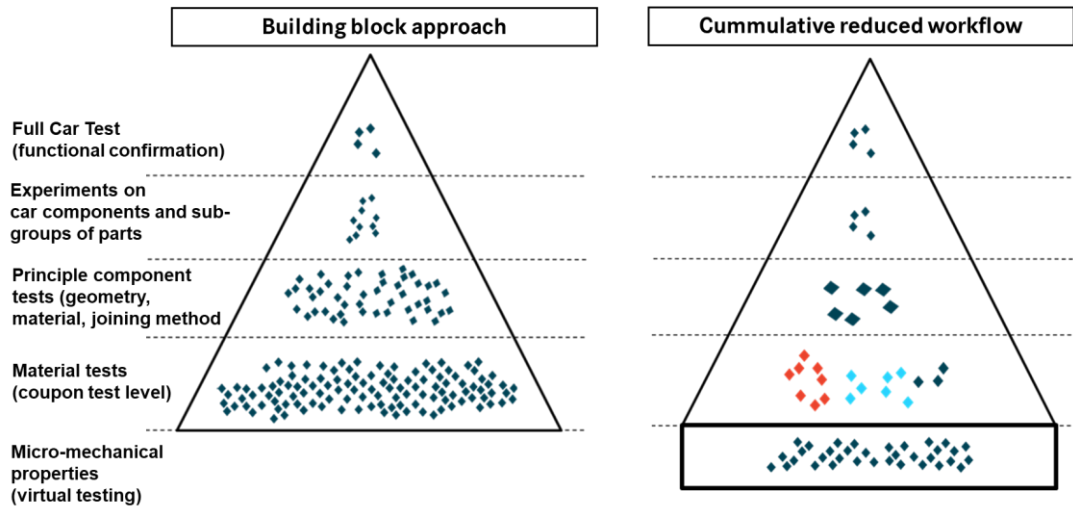 Building block approach
Cummulative reduced workflow
Full Car Test
(functional confirmation)
Experiments on
car components and sub-
groups of parts
Principle component
tests (geometry,
material, joining method
Material tests
(coupon test level)
Micro-mechanical
properties
(virtual testing)